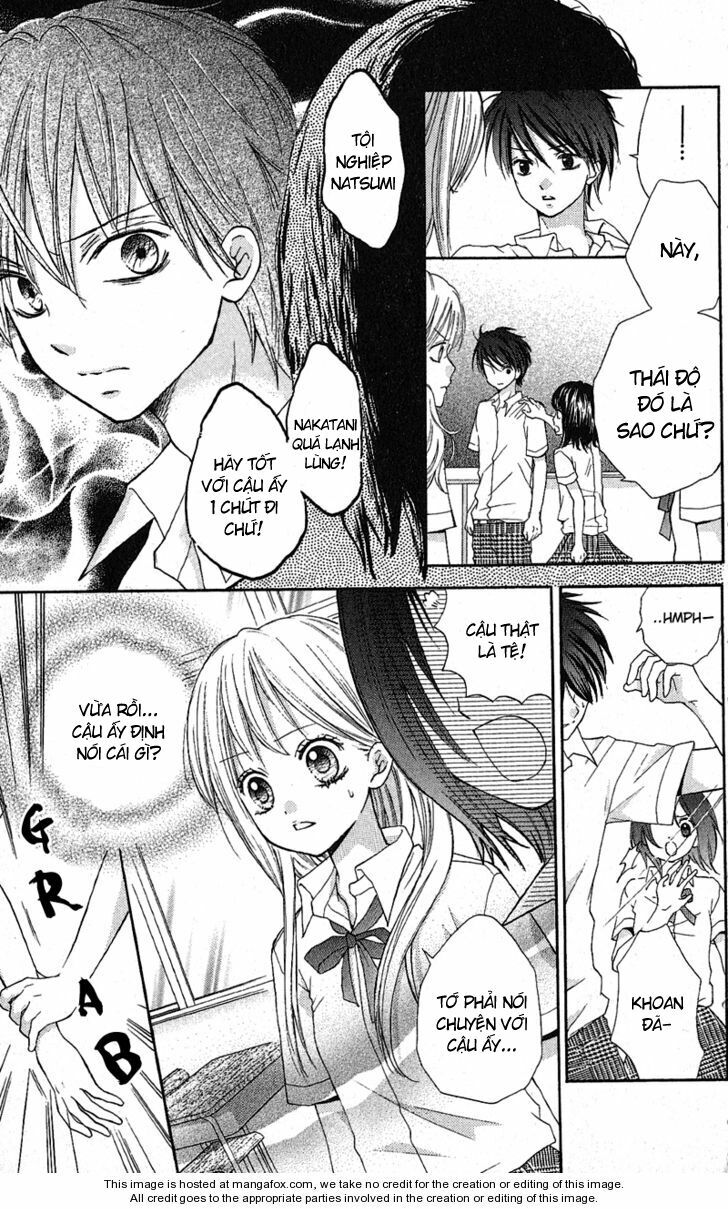 ...!
NÀY,
THÁI ĐỘ
ĐÓ LÀ
SAO CHỨ?
TỘI
NGHIỆP
NATSUMI
NAKATANI
QUÁ LẠNH
LÙNG!
HÃY TỐT
VỚI CẬU ẤY
1 CHÚT ĐI
CHỨ!
..HMPH-
KHOAN
ĐÃ-
CẬU THẬT
LÀ TỆ!
TỚ PHẢI NÓI
CHUYỆN VỚI
CẬU ẤY...
VỪA RỒI...
CẬU ẤY ĐỊNH
NÓI CÁI GÌ?
GRAB
This image is hosted at mangafox.com, we take no credit for the creation or editing of this image.
All credit goes to the appropriate parties involved in the creation or editing of this image.